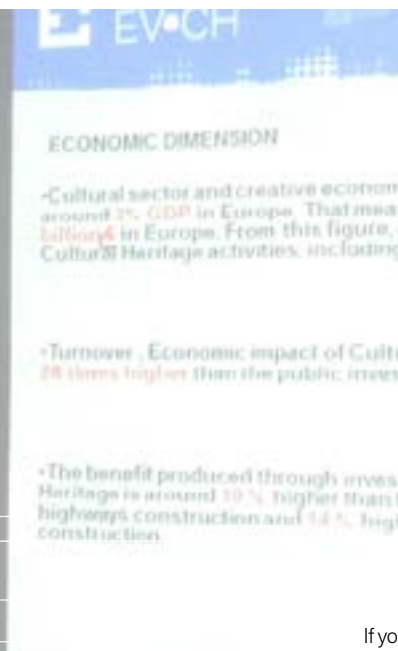 EV•CH
ECONOMIC DIMENSION
•Cultural sector and creative econom
around 3% GDP in Europe. That mea
billion€ in Europe. From this figure,
Cultural Heritage activities, including
•Turnover . Economic impact of Cult
28 times higher than the public inves
•The benefit produced through inves
Heritage is around 10 % higher than
highways construction and 14 % high
construction
If yo